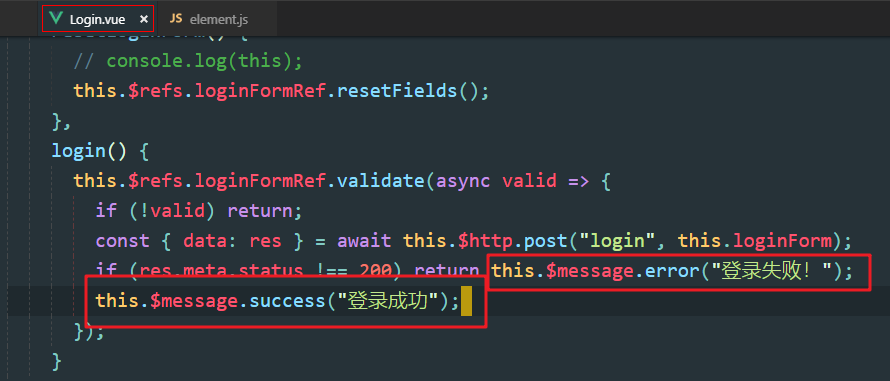 Login.vue × JS element.js
// console.log(this);
this.$refs.loginFormRef.resetFields();
},
login() {
this.$refs.loginFormRef.validate(async valid => {
if (!valid) return;
const { data: res } = await this.$http.post("login", this.loginForm);
if (res.meta.status !== 200) return this.$message.error("登录失败！");
this.$message.success("登录成功");
});
}